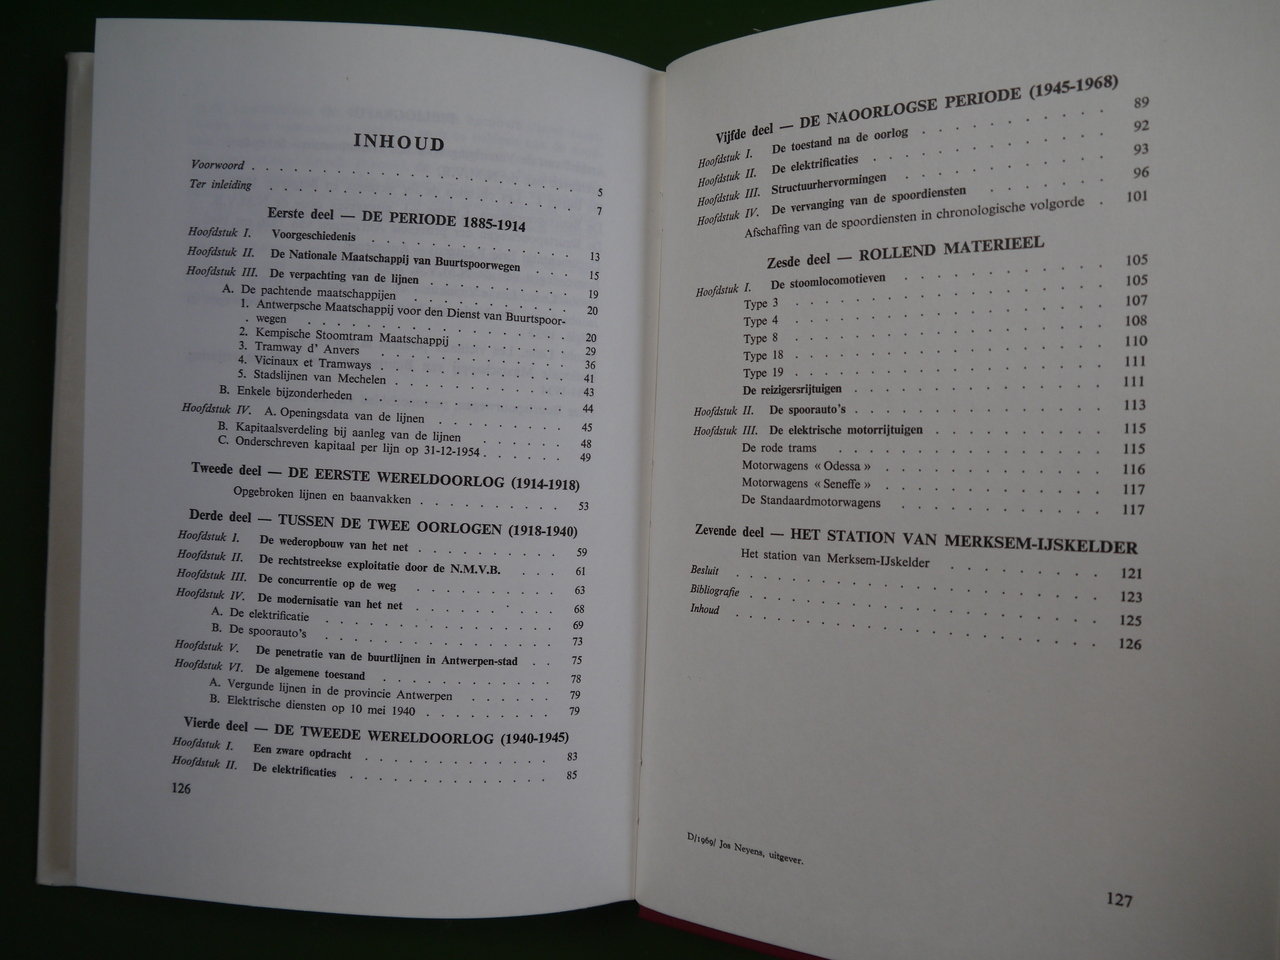 INHOUD
Voorwoord . . . . . . . . . . . . . . . . . . . . 5
Ter inleiding . . . . . . . . . . . . . . . . . . . . 7
Eerste deel — DE PERIODE 1885-1914
Hoofdstuk I. Voorgeschiedenis . . . . . . . . . . . . 13
Hoofdstuk II. De Nationale Maatschappij van Buurtspoorwegen . . . 15
Hoofdstuk III. De verpachting van de lijnen . . . . . . . . . 19
A. De pachtende maatschappijen . . . . . . . . . . 20
1. Antwerpsche Maatschappij voor den Dienst van Buurtspoor-
wegen . . . . . . . . . . . . . . . . 20
2. Kempische Stoomtram Maatschappij . . . . . . . 29
3. Tramway d' Anvers . . . . . . . . . . . . 36
4. Vicinaux et Tramways . . . . . . . . . . . 41
5. Stadslijnen van Mechelen . . . . . . . . . . 43
B. Enkele bijzonderheden . . . . . . . . . . . . 44
Hoofdstuk IV. A. Openingsdata van de lijnen . . . . . . . . . 45
B. Kapitaalsverdeling bij aanleg van de lijnen . . . . . . 48
C. Onderschreven kapitaal per lijn op 31-12-1954 . . . . . . 49
Tweede deel — DE EERSTE WERELDOORLOG (1914-1918)
Opgebroken lijnen en baanvakken . . . . . . . . . 53
Derde deel — TUSSEN DE TWEE OORLOGEN (1918-1940)
Hoofdstuk I. De wederopbouw van het net . . . . . . . . . 59
Hoofdstuk II. De rechtstreekse exploitatie door de N.M.V.B. . . . 61
Hoofdstuk III. De concurrentie op de weg . . . . . . . . . . 63
Hoofdstuk IV. De modernisatie van het net . . . . . . . . . 68
A. De elektrificatie . . . . . . . . . . . . . 69
B. De spoorauto's . . . . . . . . . . . . . 73
Hoofdstuk V. De penetratie van de buurtlijnen in Antwerpen-stad . . 75
Hoofdstuk VI. De algemene toestand . . . . . . . . . . . 78
A. Vergunde lijnen in de provincie Antwerpen . . . . . . 79
B. Elektrische diensten op 10 mei 1940 . . . . . . . . 79
Vierde deel — DE TWEEDE WERELDOORLOG (1940-1945)
Hoofdstuk I. Een zware opdracht . . . . . . . . . . . . 83
Hoofdstuk II. De elektrificaties . . . . . . . . . . . . . 85
126
Vijfde deel — DE NAOORLOGSE PERIODE (1945-1968)
Hoofdstuk I. De toestand na de oorlog . . . . . . . . . . . 89
Hoofdstuk II. De elektrificaties . . . . . . . . . . . . . 92
Hoofdstuk III. Structuurhervormingen . . . . . . . . . . . 93
Hoofdstuk IV. De vervanging van de spoordiensten . . . . . . . 96
Afschaffing van de spoordiensten in chronologische volgorde . 101
Zesde deel — ROLLEND MATERIEEL 105
Hoofdstuk I. De stoomlocomotieven . . . . . . . . . . . . 105
Type 3 . . . . . . . . . . . . . . . . 107
Type 4 . . . . . . . . . . . . . . . . 108
Type 8 . . . . . . . . . . . . . . . . 110
Type 18 . . . . . . . . . . . . . . . . 111
Type 19 . . . . . . . . . . . . . . . . 111
De reizigersrijtuigen . . . . . . . . . . . . . 113
Hoofdstuk II. De spoorauto's . . . . . . . . . . . . . . 115
Hoofdstuk III. De elektrische motorrijtuigen . . . . . . . . . 115
De rode trams . . . . . . . . . . . . . . 116
Motorwagens « Odessa » . . . . . . . . . . . . 117
Motorwagens « Seneffe » . . . . . . . . . . . . 117
De Standaardmotorwagens . . . . . . . . . . .
Zevende deel — HET STATION VAN MERKSEM-IJSKELDER
Het station van Merksem-IJskelder . . . . . . . . . 121
Besluit . . . . . . . . . . . . . . . . . . . . 123
Bibliografie . . . . . . . . . . . . . . . . . . . . 125
Inhoud . . . . . . . . . . . . . . . . . . . . 126
D/1969/ Jos Neyens, uitgever.
127